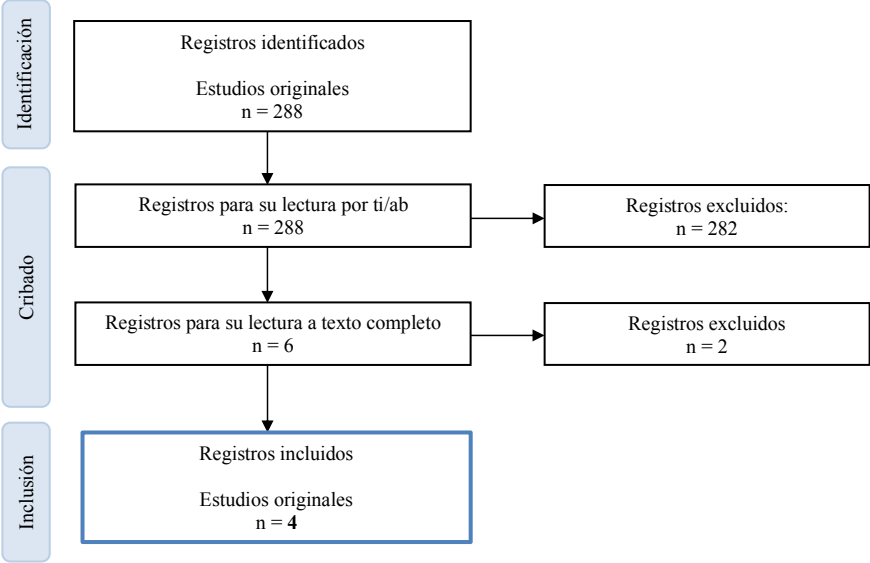 Identificación
Registros identificados
Estudios originales
n = 288
Cribado
Registros para su lectura por ti/ab
n = 288
Registros excluidos:
n = 282
Registros para su lectura a texto completo
n = 6
Registros excluidos
n = 2
Inclusión
Registros incluidos
Estudios originales
n = 4